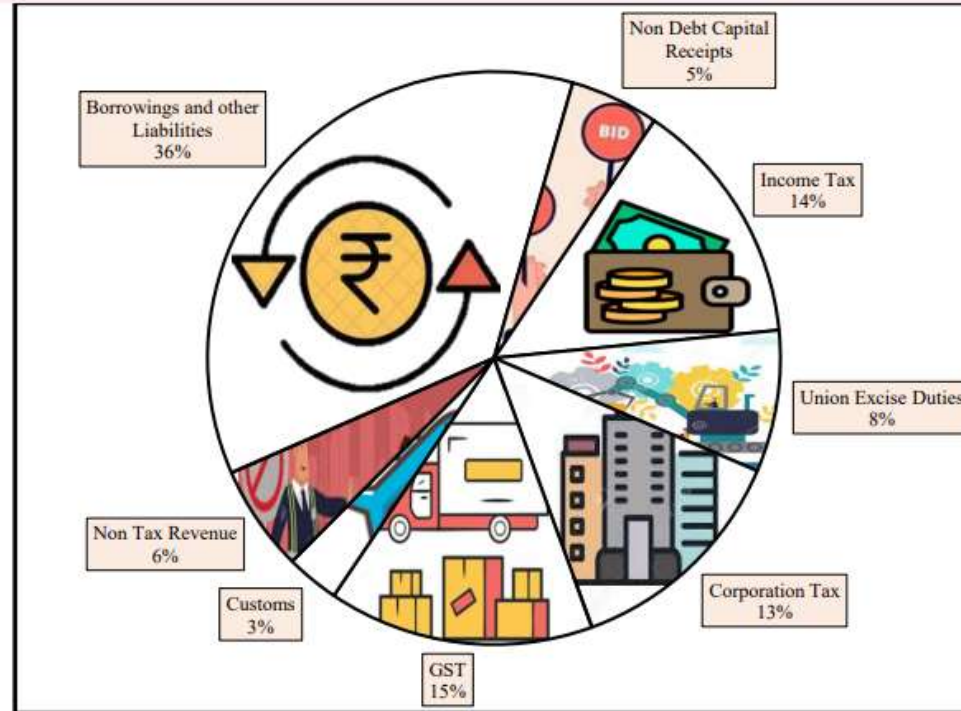 Non Debt Capital
Receipts
5%
Borrowings and other
Liabilities
36%
BID
Income Tax
14%
Union Excise Duties
8%
Non Tax Revenue
6%
Corporation Tax
13%
Customs
3%
GST
15%
₹